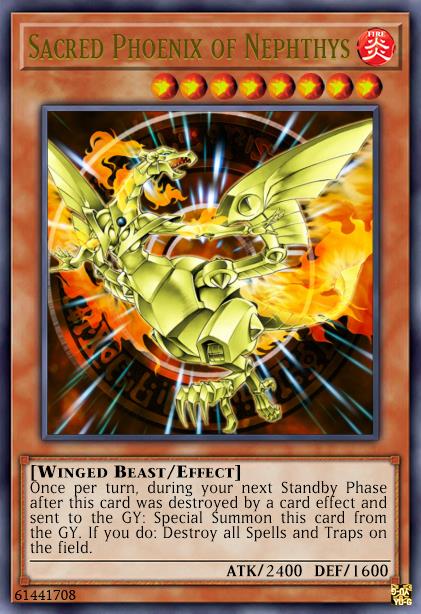 Sacred Phoenix of Nephthys
FIRE
炎
[Winged Beast/Effect]
Once per turn, during your next Standby Phase
after this card was destroyed by a card effect and
sent to the GY: Special Summon this card from
the GY. If you do: Destroy all Spells and Traps on
the field.
ATK/2400 DEF/1600
61441708